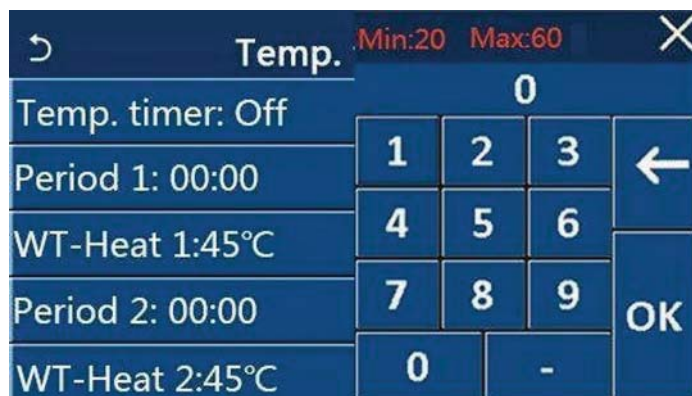 Temp.
Temp. timer: Off
Period 1: 00:00
WT-Heat 1:45℃
Period 2: 00:00
WT-Heat 2:45℃
Min:20 Max:60
0
1 2 3
4 5 6
7 8 9
OK
0 -